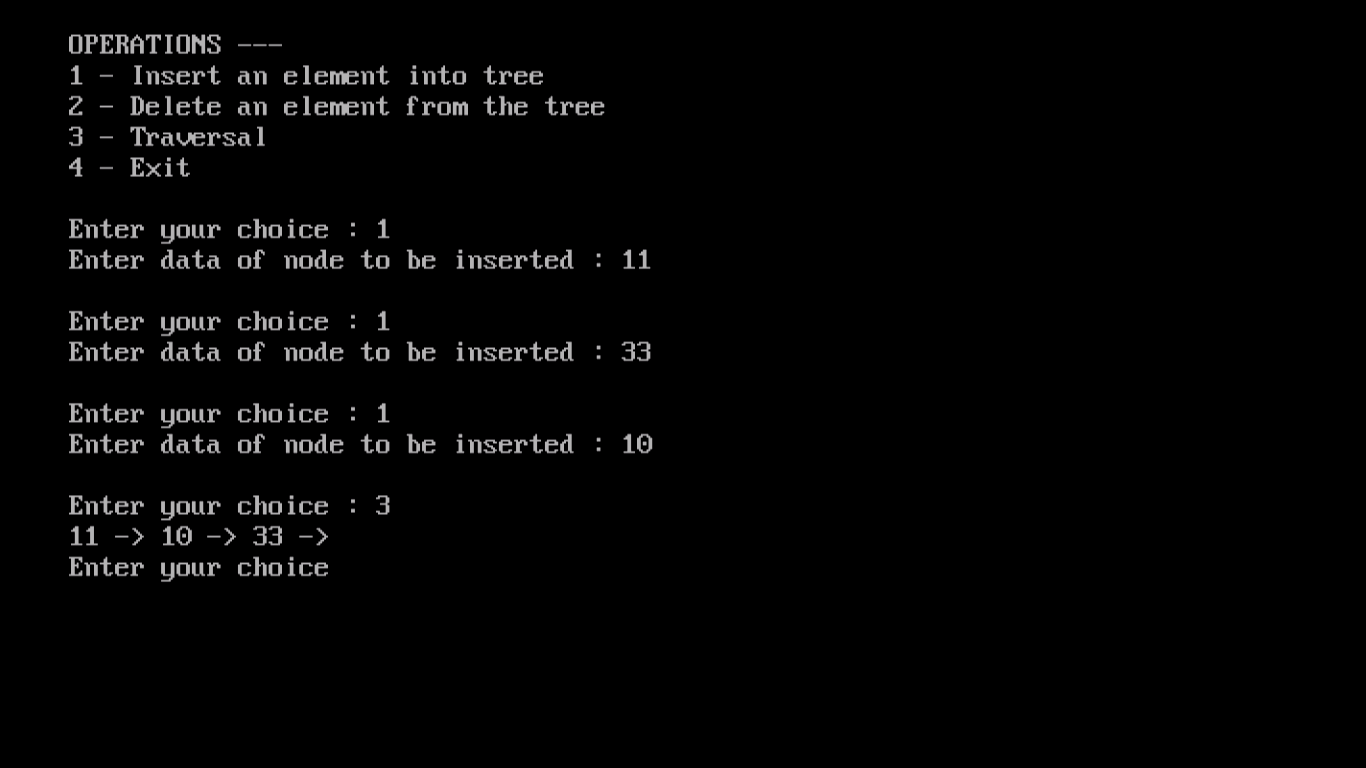 OPERATIONS ---
1 - Insert an element into tree
2 - Delete an element from the tree
3 - Traversal
4 - Exit
Enter your choice : 1
Enter data of node to be inserted : 11
Enter your choice : 1
Enter data of node to be inserted : 33
Enter your choice : 1
Enter data of node to be inserted : 10
Enter your choice : 3
11 -> 10 -> 33 ->
Enter your choice